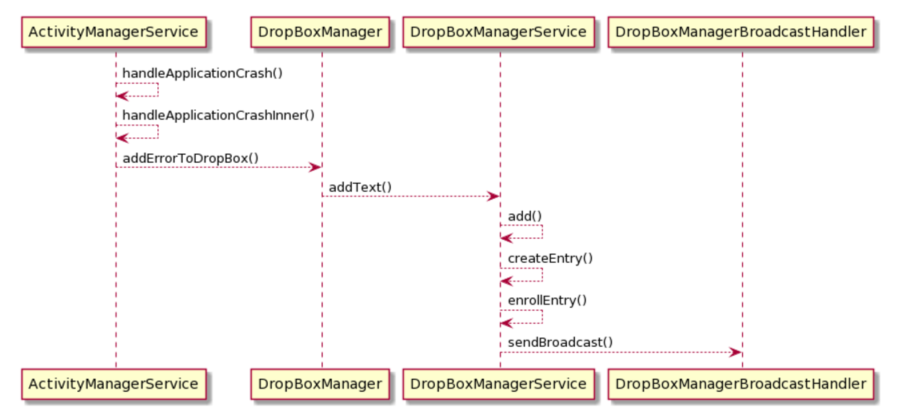 ActivityManagerService
DropBoxManager
DropBoxManagerService
DropBoxManagerBroadcastHandler
handleApplicationCrash()
handleApplicationCrashInner()
addErrorToDropBox()
addText()
add()
createEntry()
enrollEntry()
sendBroadcast()
ActivityManagerService
DropBoxManager
DropBoxManagerService
DropBoxManagerBroadcastHandler